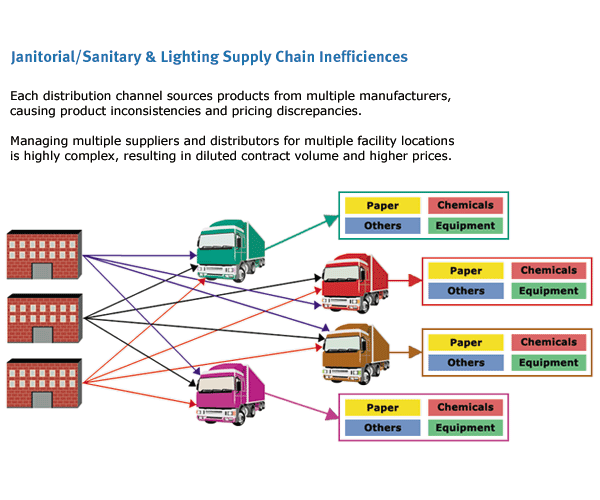 Janitorial/Sanitary & Lighting Supply Chain Inefficiences
Each distribution channel sources products from multiple manufacturers,
causing product inconsistencies and pricing discrepancies.
Managing multiple suppliers and distributors for multiple facility locations
is highly complex, resulting in diluted contract volume and higher prices.
Paper Chemicals
Others Equipment
Paper Chemicals
Others Equipment
Paper Chemicals
Others Equipment
Paper Chemicals
Others Equipment